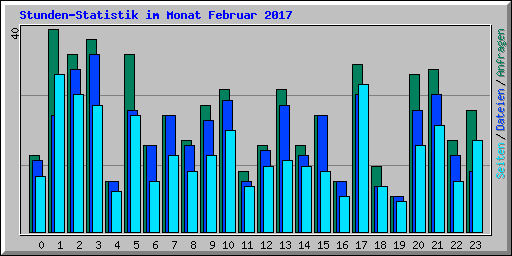 Stunden-Statistik im Monat Februar 2017
40
Seiten / Dateien / Anfragen
0 1 2 3 4 5 6 7 8 9 10 11 12 13 14 15 16 17 18 19 20 21 22 23